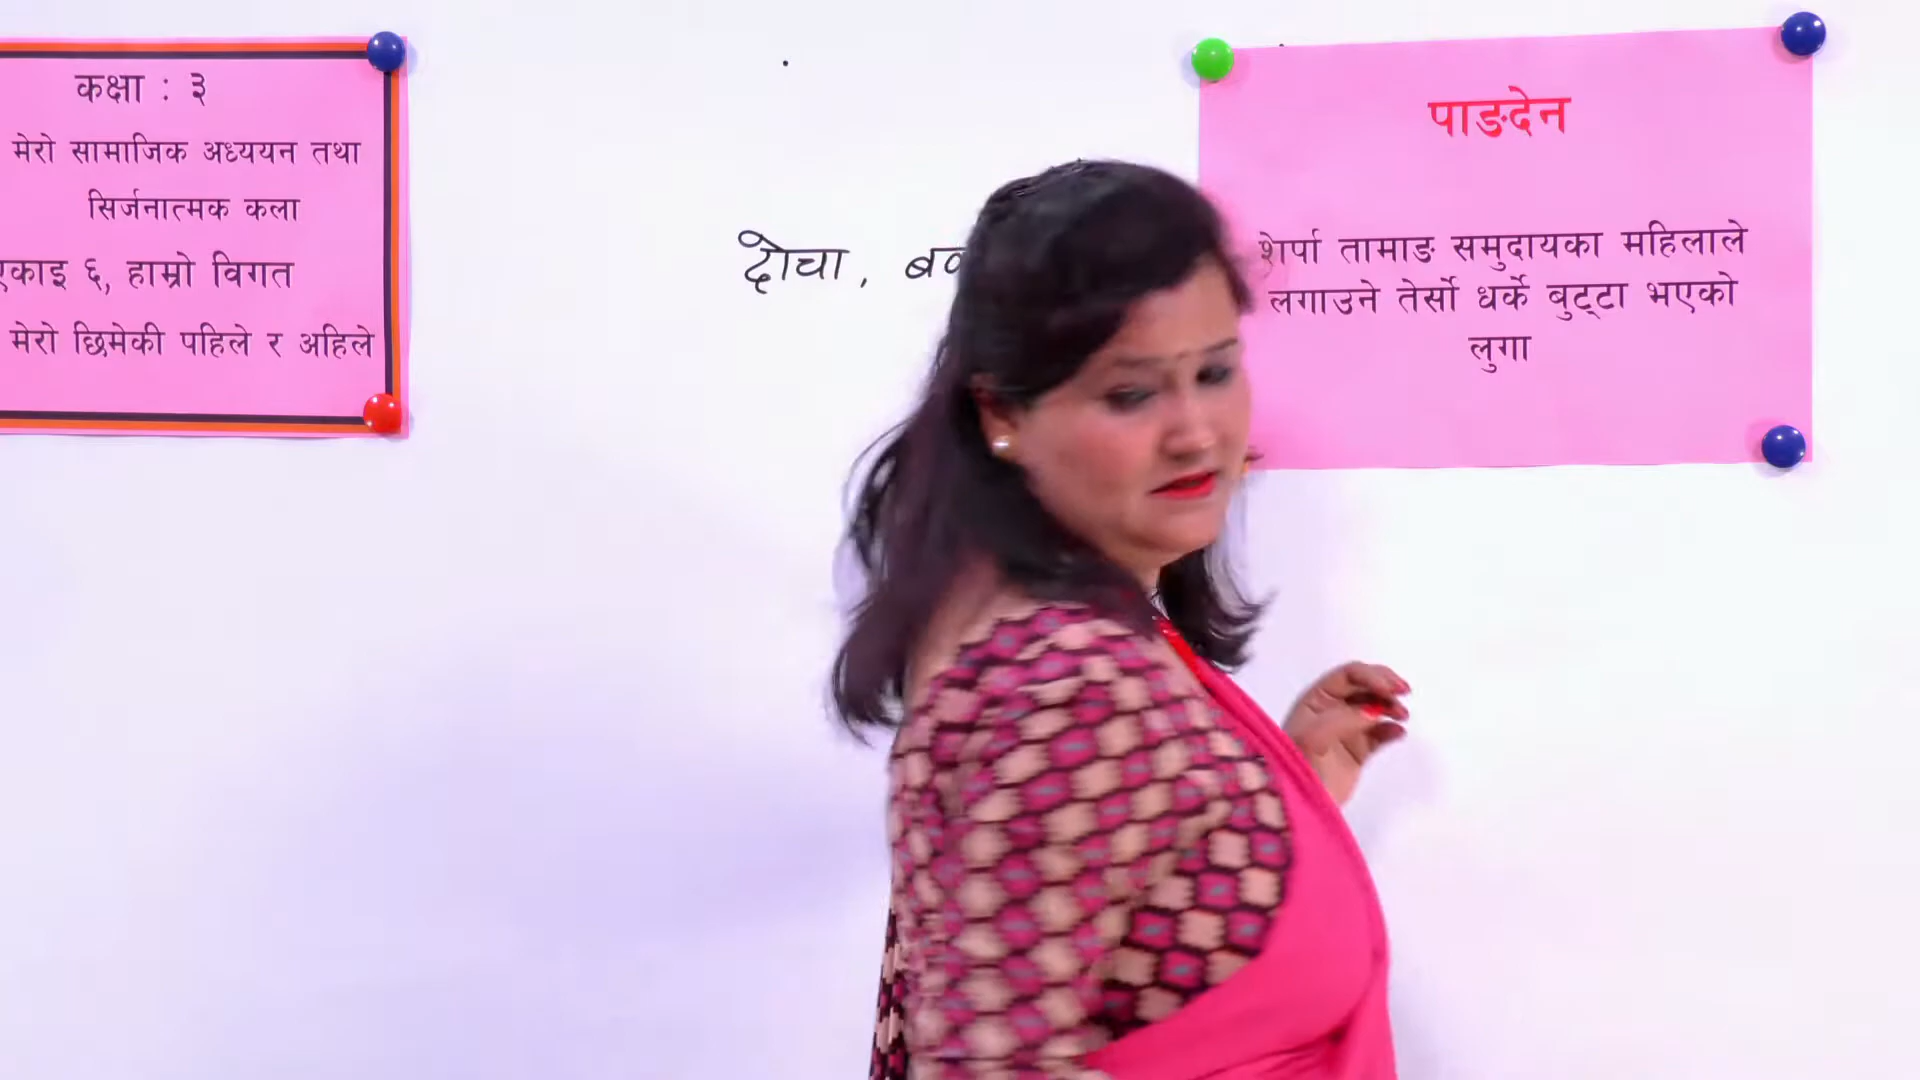 कक्षा : ३
मेरो सामाजिक अध्ययन तथा
सिर्जनात्मक कला
एकाइ ६, हाम्रो विगत
मेरो छिमेकी पहिले र अहिले
दोचा,
पाङदेन
शेर्पा तामाङ समुदायका महिलाले
लगाउने तेर्सो धर्के बुट्टा भएको
लुगा